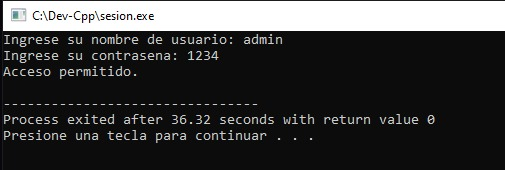 C:\Dev-Cpp\sesion.exe
Ingrese su nombre de usuario: admin
Ingrese su contrasena: 1234
Acceso permitido.
--------------------------------
Process exited after 36.32 seconds with return value 0
Presione una tecla para continuar . . .